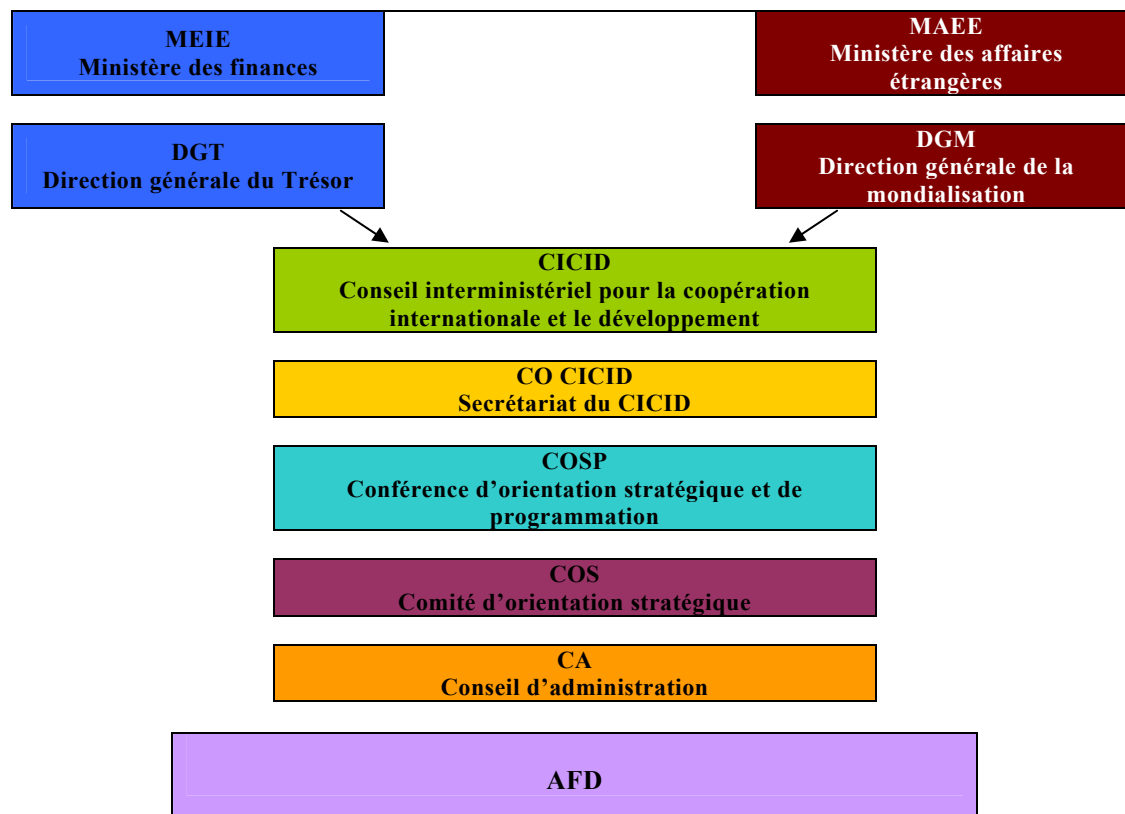 MEIE
Ministère des finances
MAEE
Ministère des affaires
étrangères
DGT
Direction générale du Trésor
DGM
Direction générale de la
mondialisation
CICID
Conseil interministériel pour la coopération
internationale et le développement
CO CICID
Secrétariat du CICID
COSP
Conférence d’orientation stratégique et de
programmation
COS
Comité d’orientation stratégique
CA
Conseil d’administration
AFD